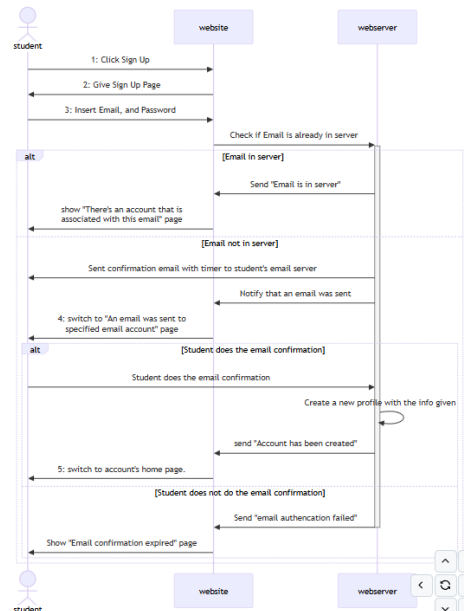 student
website
webserver
1: Click Sign Up
2: Give Sign Up Page
3: Insert Email, and Password
Check if Email is already in server
alt
[Email in server]
Send "Email is in server"
show "There's an account that is
associated with this email" page
[Email not in server]
Sent confirmation email with timer to student's email server
Notify that an email was sent
4: switch to "An email was sent to
specified email account" page
alt
[Student does the email confirmation]
Student does the email confirmation
Create a new profile with the info given
send "Account has been created"
5: switch to account's home page.
[Student does not do the email confirmation]
Send "email authencation failed"
Show "Email confirmation expired" page
student
website
webserver